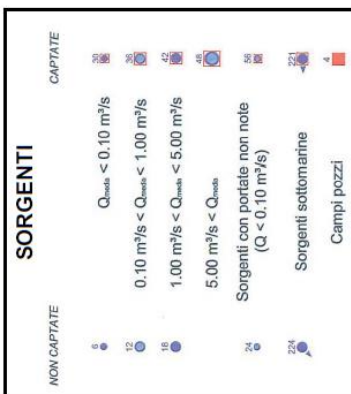 SORGENTI
NON CAPTATE
CAPTATE
6
Qmedia < 0.10 m³/s
30
12
0.10 m³/s < Qmedia < 1.00 m³/s
36
18
1.00 m³/s < Qmedia < 5.00 m³/s
42
5.00 m³/s < Qmedia
48
24
Sorgenti con portate non note
(Q < 0.10 m³/s)
56
224
Sorgenti sottomarine
221
Campi pozzi
4